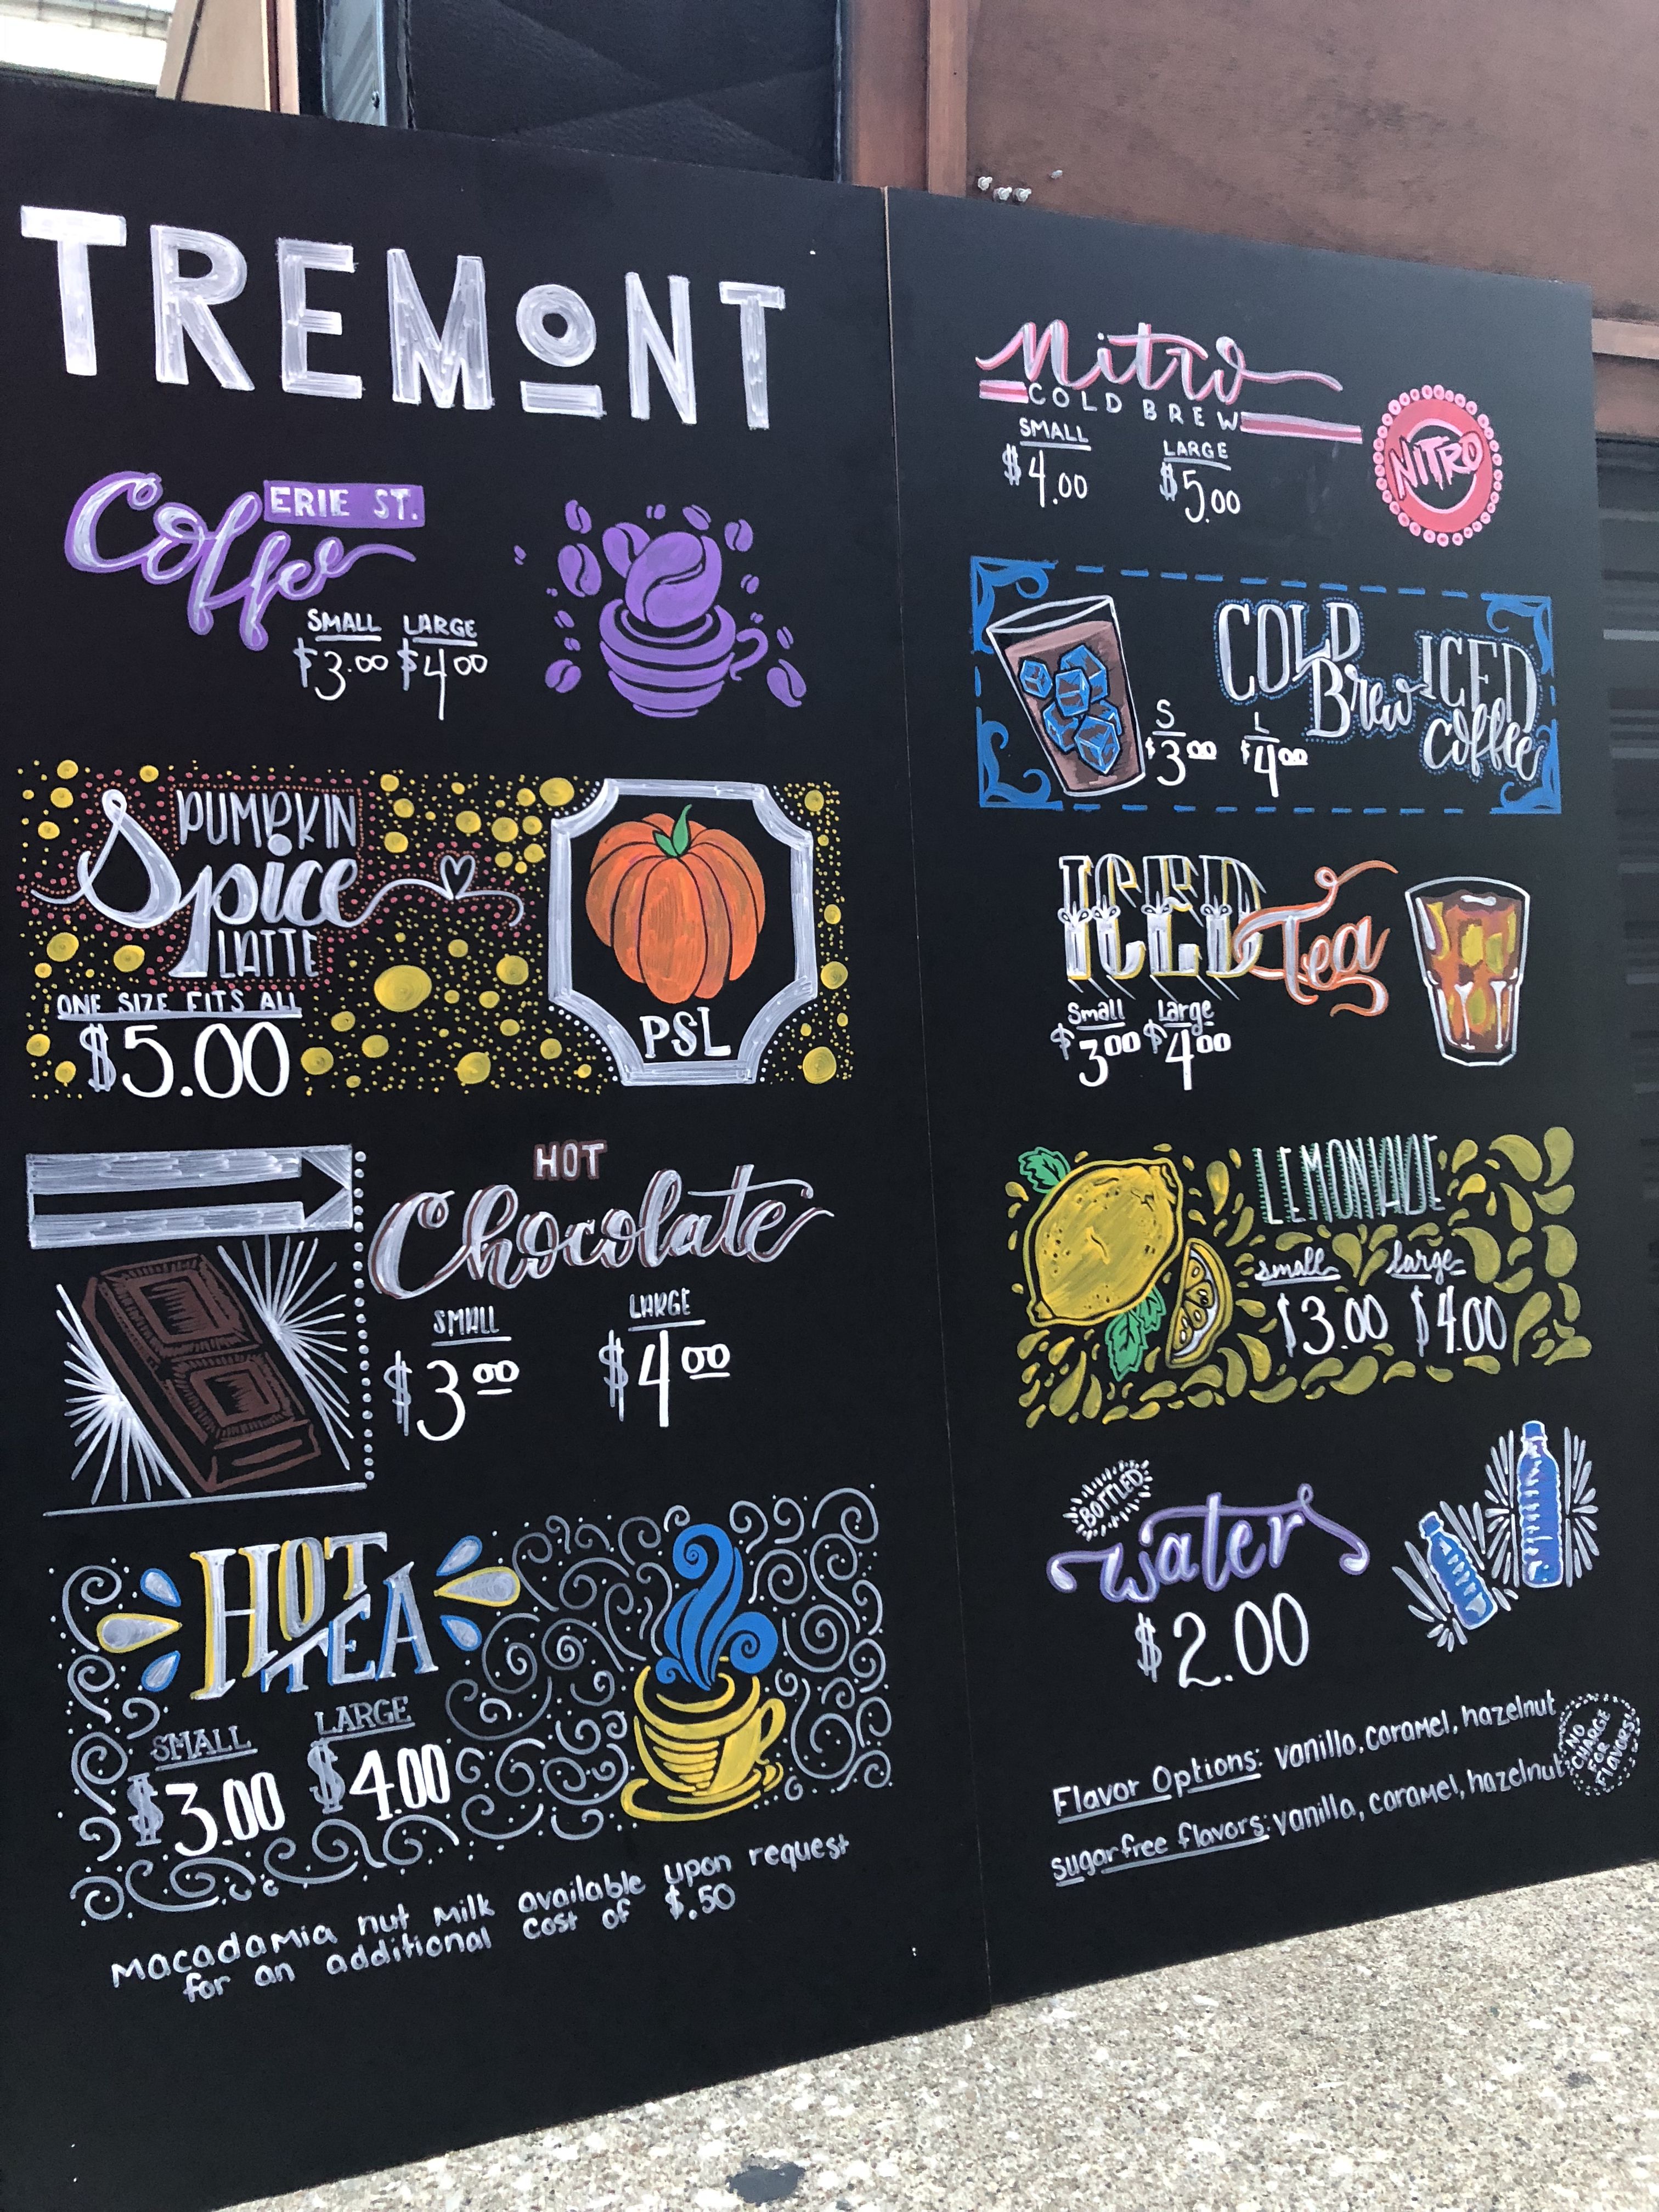 TREMONT
ERIE ST.
Coffee
SMALL LARGE
$3.00 $4.00
PUMPKIN
Spice
LATTE
ONE SIZE FITS ALL
$5.00
PSL
HOT
Chocolate
SMALL LARGE
$3.00 $4.00
HOT
TEA
SMALL LARGE
$3.00 $4.00
Macadamia nut milk available upon request
for an additional cost of $.50
Nitro
COLD BREW
SMALL LARGE
$4.00 $5.00
NITRO
COLD
Brew ICED
coffee
S L
$3.00 $4.00
ICED Tea
Small Large
$3.00 $4.00
LEMONADE
small large
$3.00 $4.00
BOTTLED
water
$2.00
Flavor Options: vanilla, caramel, hazelnut
sugarfree flavors: vanilla, caramel, hazelnut
NO
CHARGE
FOR
FLAVORS!